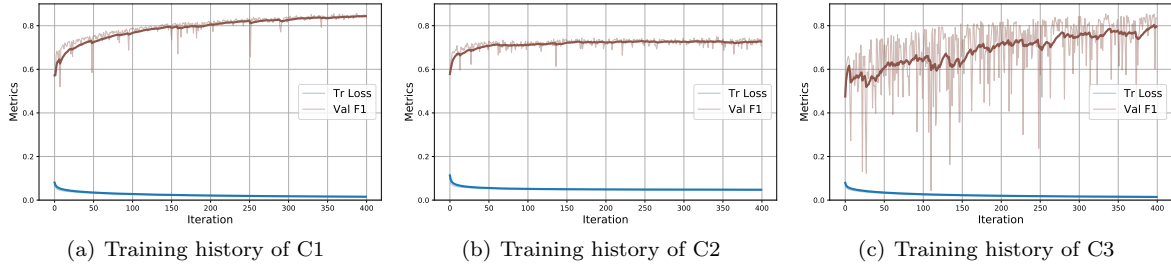 Metrics
0.8
0.6
0.4
0.2
0.0
Tr Loss
Val F1
0 50 100 150 200 250 300 350 400
Iteration
(a) Training history of C1
Metrics
0.8
0.6
0.4
0.2
0.0
Tr Loss
Val F1
0 50 100 150 200 250 300 350 400
Iteration
(b) Training history of C2
Metrics
0.8
0.6
0.4
0.2
0.0
Tr Loss
Val F1
0 50 100 150 200 250 300 350 400
Iteration
(c) Training history of C3